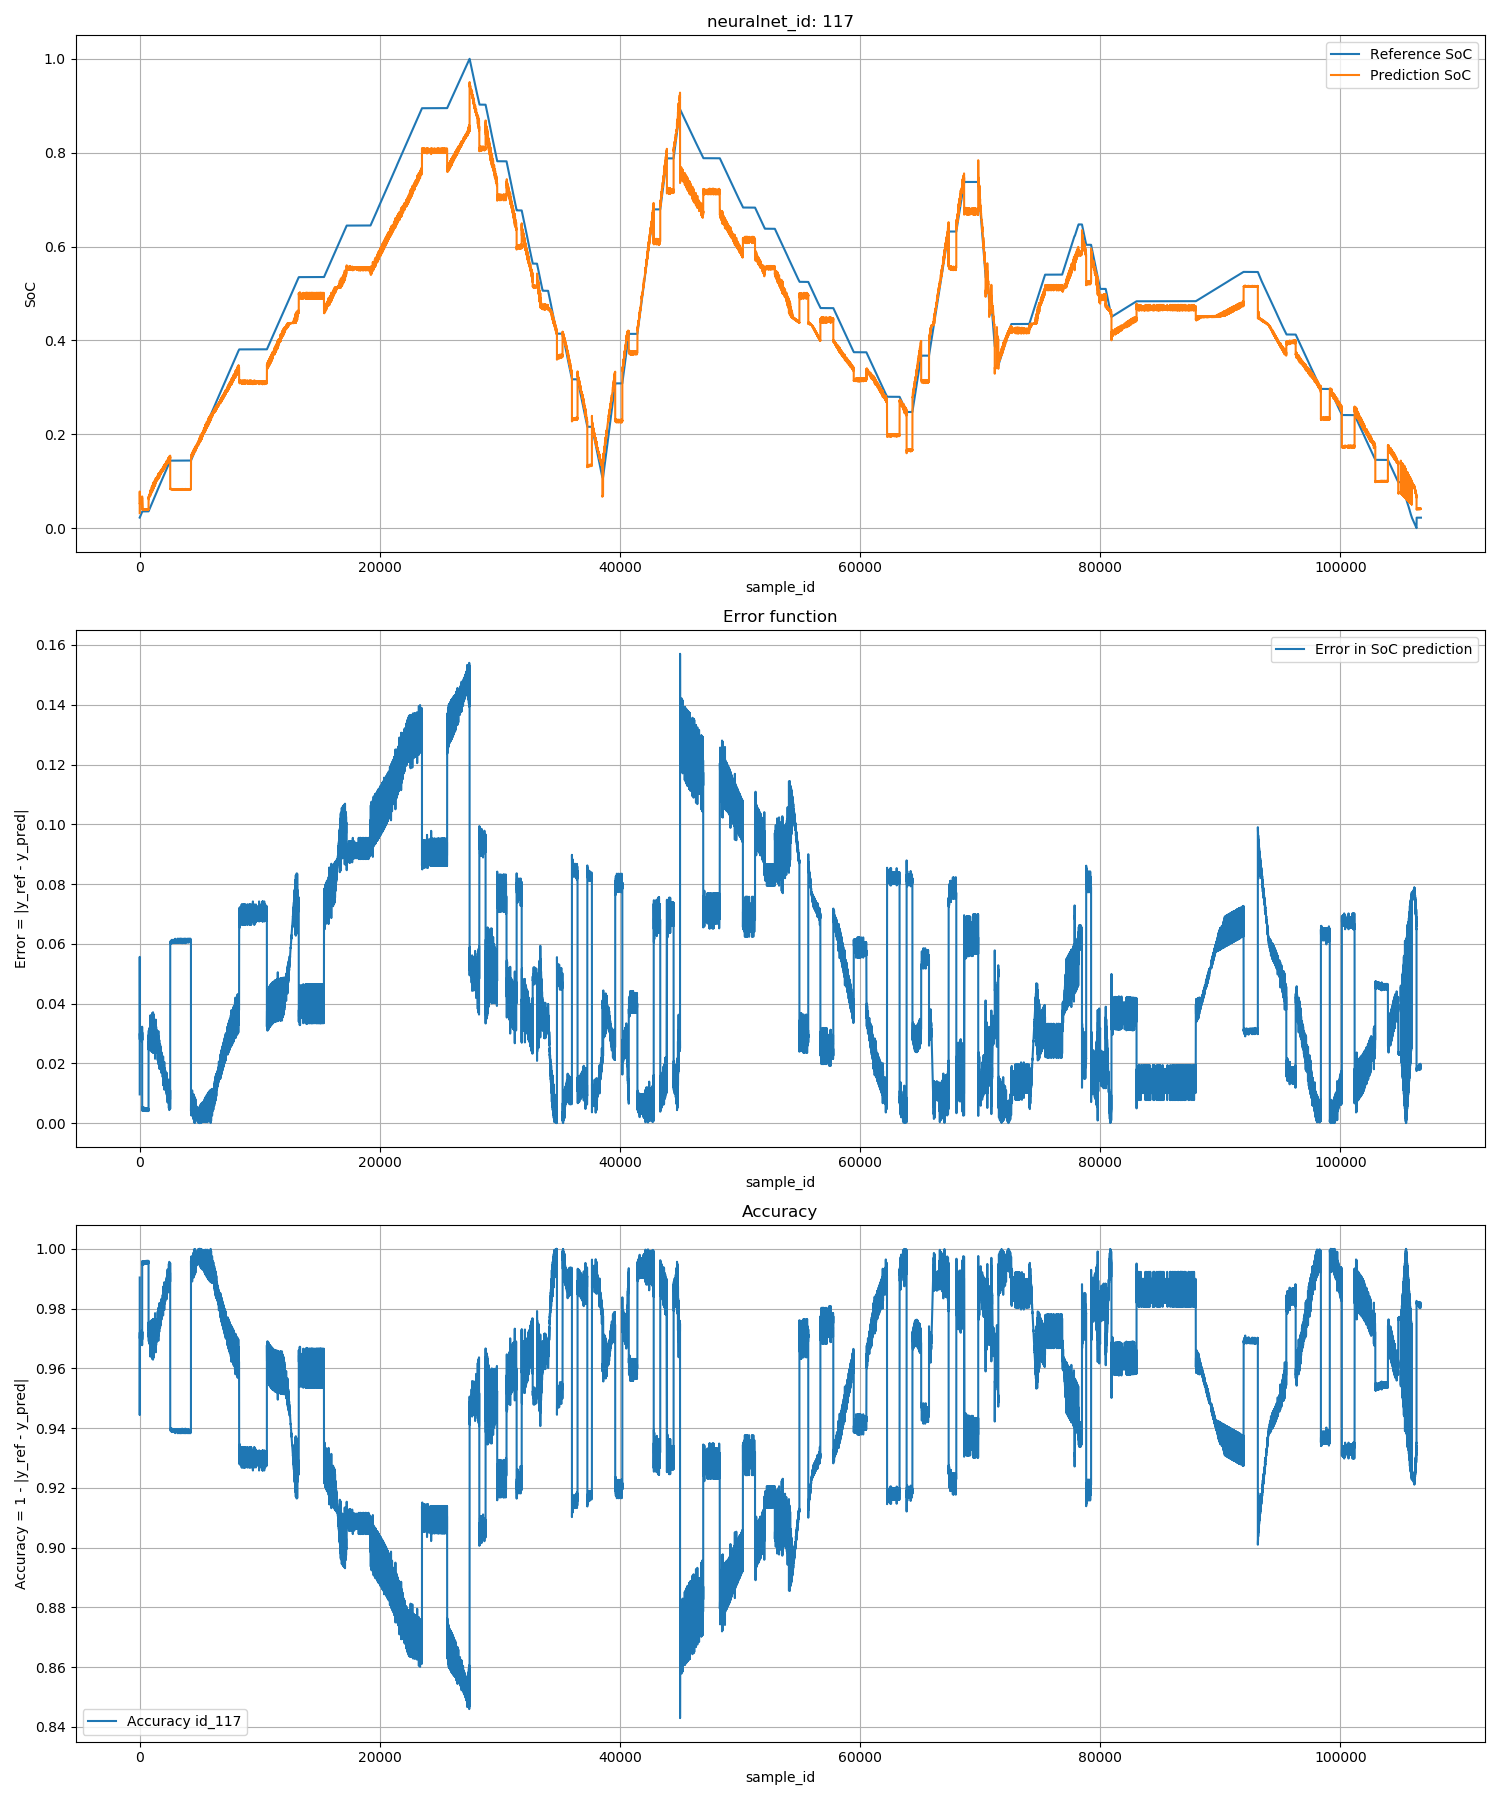 neuralnet_id: 117
Reference SoC
Prediction SoC
SoC
1.0
0.8
0.6
0.4
0.2
0.0
0 20000 40000 60000 80000 100000
sample_id
Error function
Error in SoC prediction
Error = |y_ref - y_pred|
0.16
0.14
0.12
0.10
0.08
0.06
0.04
0.02
0.00
0 20000 40000 60000 80000 100000
sample_id
Accuracy
Accuracy = 1 - |y_ref - y_pred|
1.00
0.98
0.96
0.94
0.92
0.90
0.88
0.86
0.84
Accuracy id_117
0 20000 40000 60000 80000 100000
sample_id